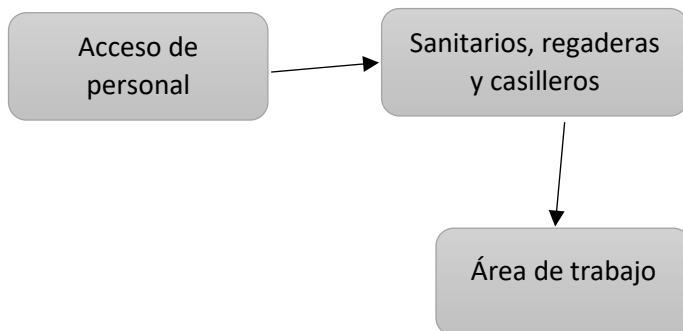 Acceso de
personal
Sanitarios, regaderas
y casilleros
Área de trabajo